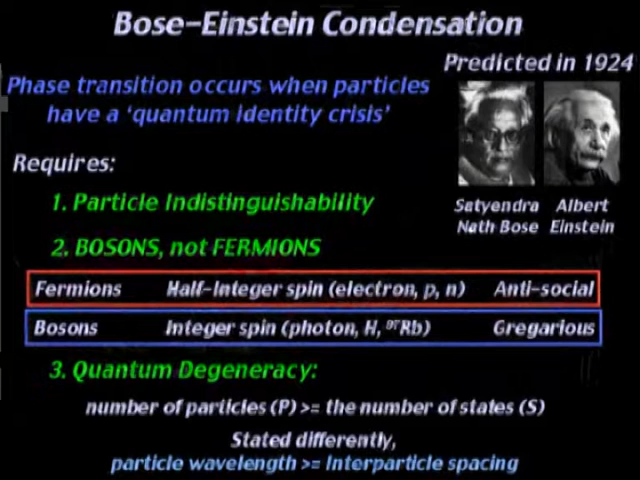 Bose-Einstein Condensation
Predicted in 1924
Phase transition occurs when particles
have a 'quantum identity crisis'
Satyendra Nath Bose
Albert Einstein
Requires:
1. Particle Indistinguishability
2. BOSONS, not FERMIONS
Fermions Half-Integer spin (electron, p, n) Anti-social
Bosons Integer spin (photon, H, ⁸⁷Rb) Gregarious
3. Quantum Degeneracy:
number of particles (P) >= the number of states (S)
Stated differently,
particle wavelength >= Interparticle spacing